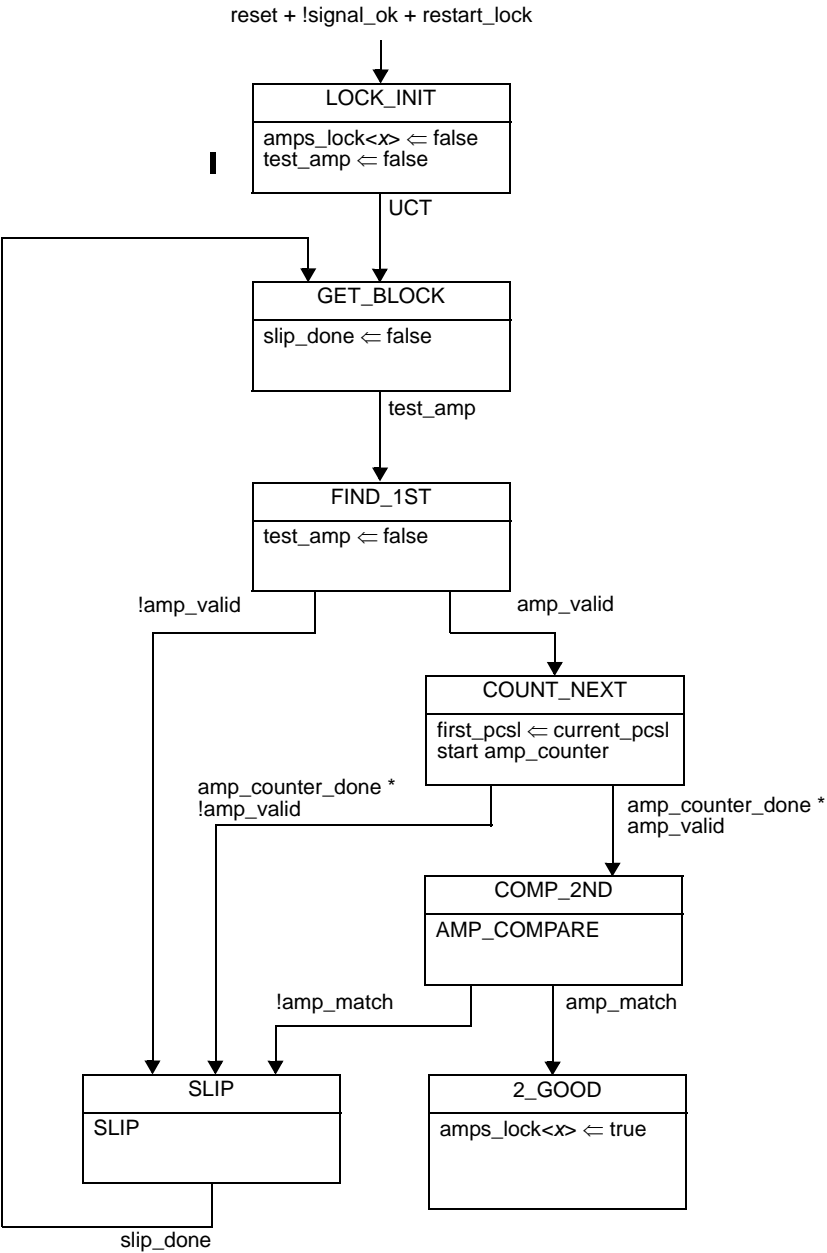 reset + !signal_ok + restart_lock
LOCK_INIT
amps_lock<x> ⇐ false
test_amp ⇐ false
UCT
GET_BLOCK
slip_done ⇐ false
test_amp
FIND_1ST
test_amp ⇐ false
!amp_valid
amp_valid
COUNT_NEXT
first_pcsl ⇐ current_pcsl
start amp_counter
amp_counter_done *
!amp_valid
amp_counter_done *
amp_valid
COMP_2ND
AMP_COMPARE
!amp_match
amp_match
SLIP
SLIP
2_GOOD
amps_lock<x> ⇐ true
slip_done